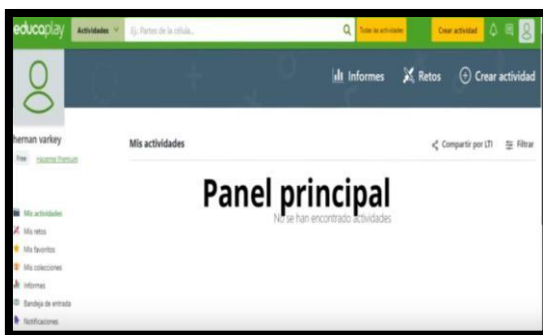 educaplay Actividades Ej. Partes de la célula.. Todas las actividades Crear actividad
Informes Retos Crear actividad
hernan varkey
Free Hacerme Premium
Mis actividades Compartir por LTI Filtrar
Panel principal
No se han encontrado actividades
Mis actividades
Mis retos
Mis favoritos
Mis colecciones
Informes
Bandeja de entrada
Notificaciones